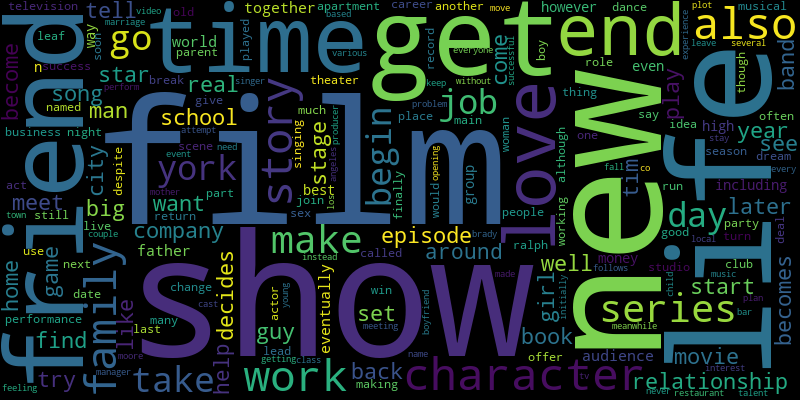 television
video
marriage
based
together
apartment
career
another
move
plot
several
leaf
tell
old
way
soon
world
parent
played
various
however
dance
musical
experience
leave
also
friend
time
go
get
end
new
life
become
n
success
song
star
real
break
theater
perform
singer
give
record
everyone
keep
without
come
successful
boy
role
even
thing
though
band
named
man
school
film
business
night
city
despite
york
attempt
scene
event
need
mother
story
singing
stage
much
best
join
sex
producer
angeles
los
begin
place
problem
job
main
opening
would
finally
group
woman
people
love
although
working
one
tim
say
play
idea
high
year
season
stay
see
often
dream
every
fall
co
run
including
act
meet
town
still
big
want
part
return
live
couple
company
make
episode
called
around
ralph
brady
day
good
money
later
party
turn
local
deal
use
home
game
next
father
family
date
show
well
girl
initially
follows
studio
club
music
start
becomes
performance
find
many
like
change
cast
decides
guy
actor
young
instead
eventually
win
set
meeting
boyfriend
made
series
meanwhile
child
bar
plan
book
audience
movie
last
moore
try
feeling
manager
take
help
work
lead
getting
class
making
back
name
character
offer
tv
relationship
interest
never
restaurant
talent